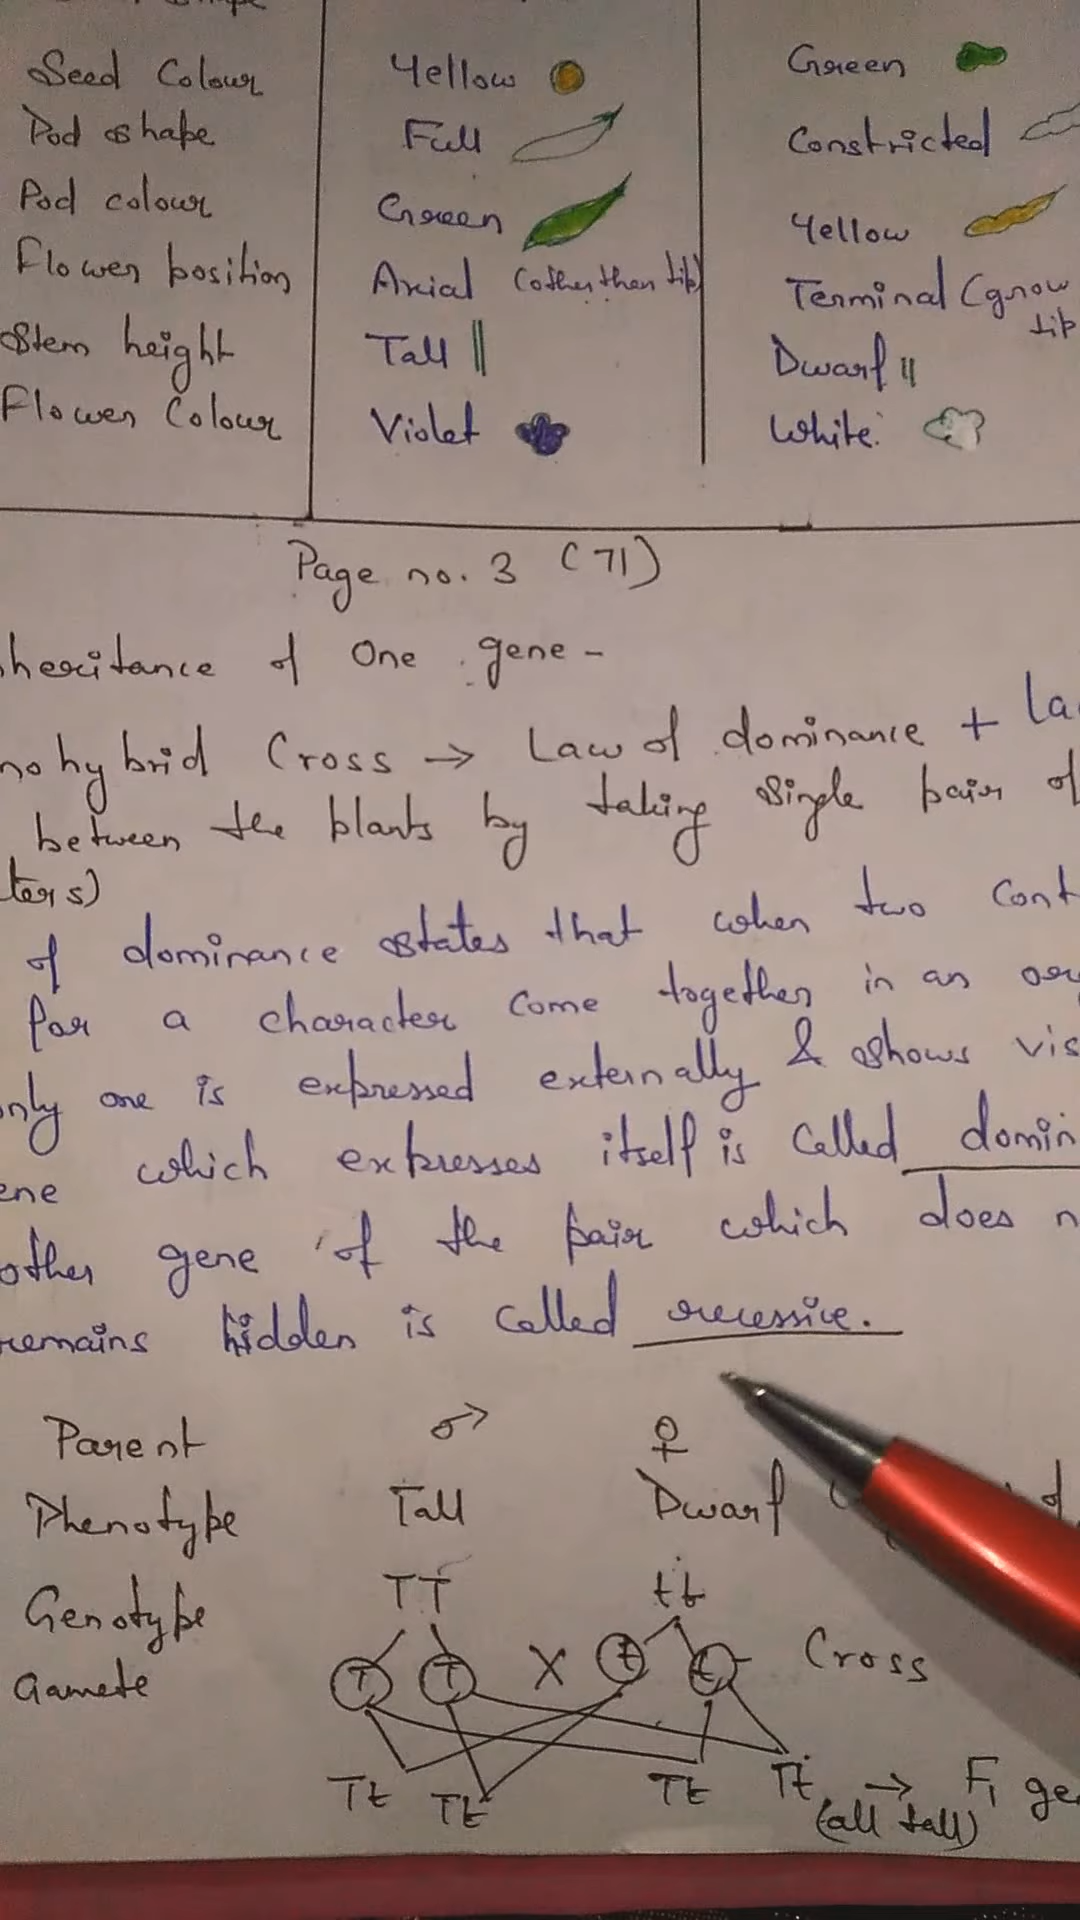 Seed Colour Yellow Green
Pod shape Full Constricted
Pod colour Green Yellow
Flower position Axial (other than tip) Terminal (grow
tip
Stem height Tall Dwarf
Flower Colour Violet White
Page no. 3 (71)
nheritance of One gene -
nohybrid Cross → Law of dominance + La
between the plants by taking single pair of
ters)
of dominance states that when two cont
for a character come together in an org
only one is expressed externally & shows vis
ene which expresses itself is called domin
other gene of the pair which does n
remains hidden is called recessive.
Parent ♂ ♀
Phenotype Tall Dwarf
Genotype TT tt
Gamete T T X t t Cross
Tt Tt Tt Tt → F1 ge
(all tall)